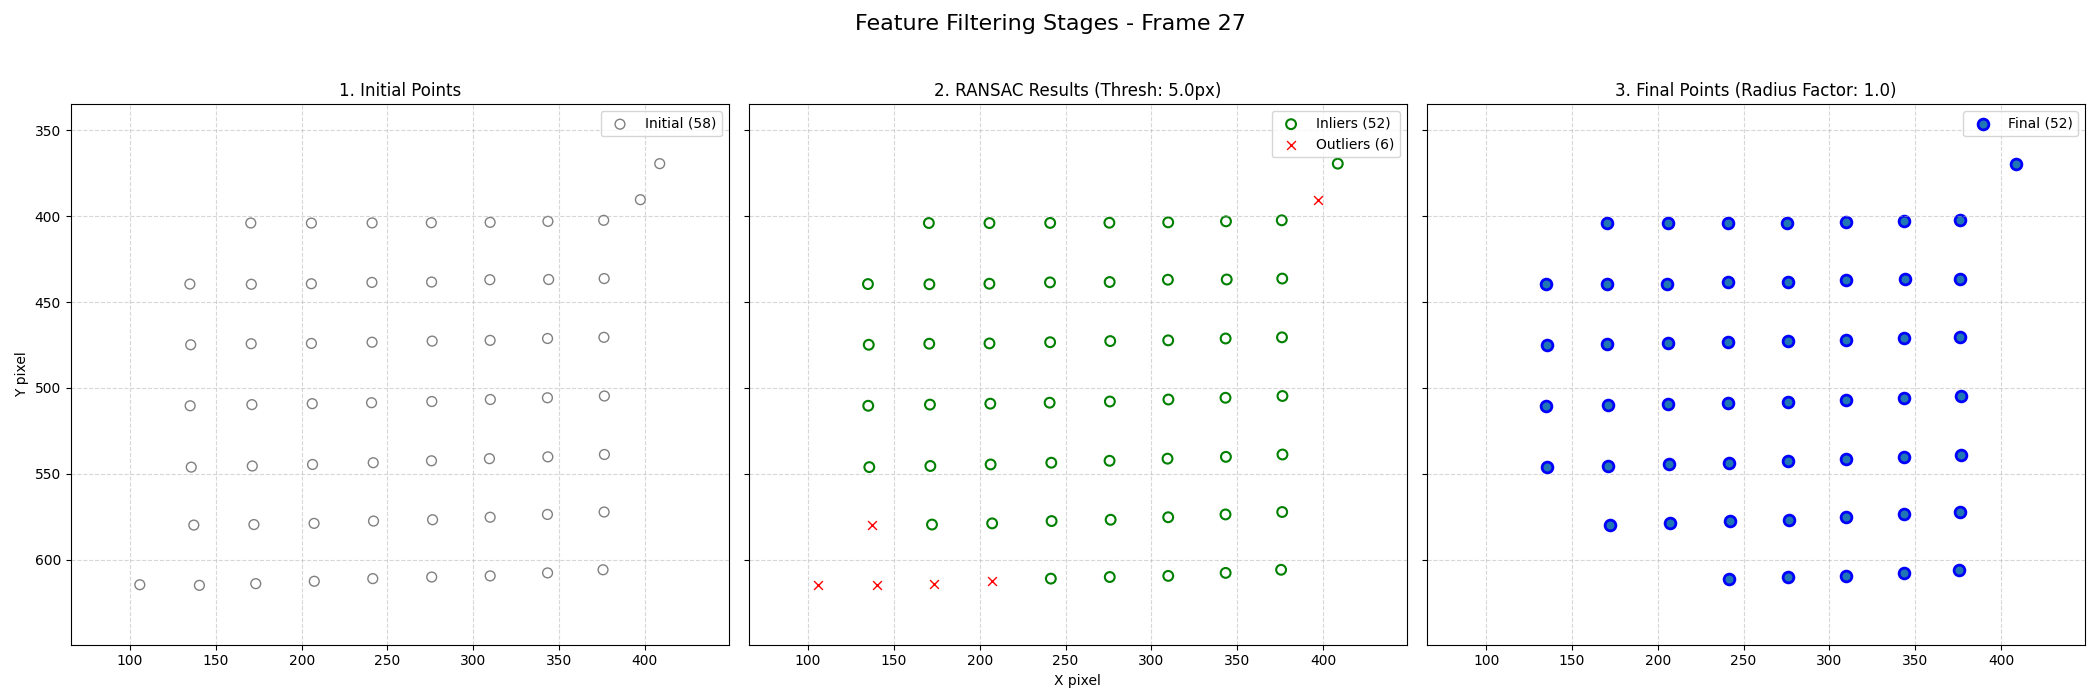 Feature Filtering Stages - Frame 27
1. Initial Points
Initial (58)
350
400
450
500
550
600
Y pixel
100 150 200 250 300 350 400
2. RANSAC Results (Thresh: 5.0px)
Inliers (52)
Outliers (6)
100 150 200 250 300 350 400
X pixel
3. Final Points (Radius Factor: 1.0)
Final (52)
100 150 200 250 300 350 400